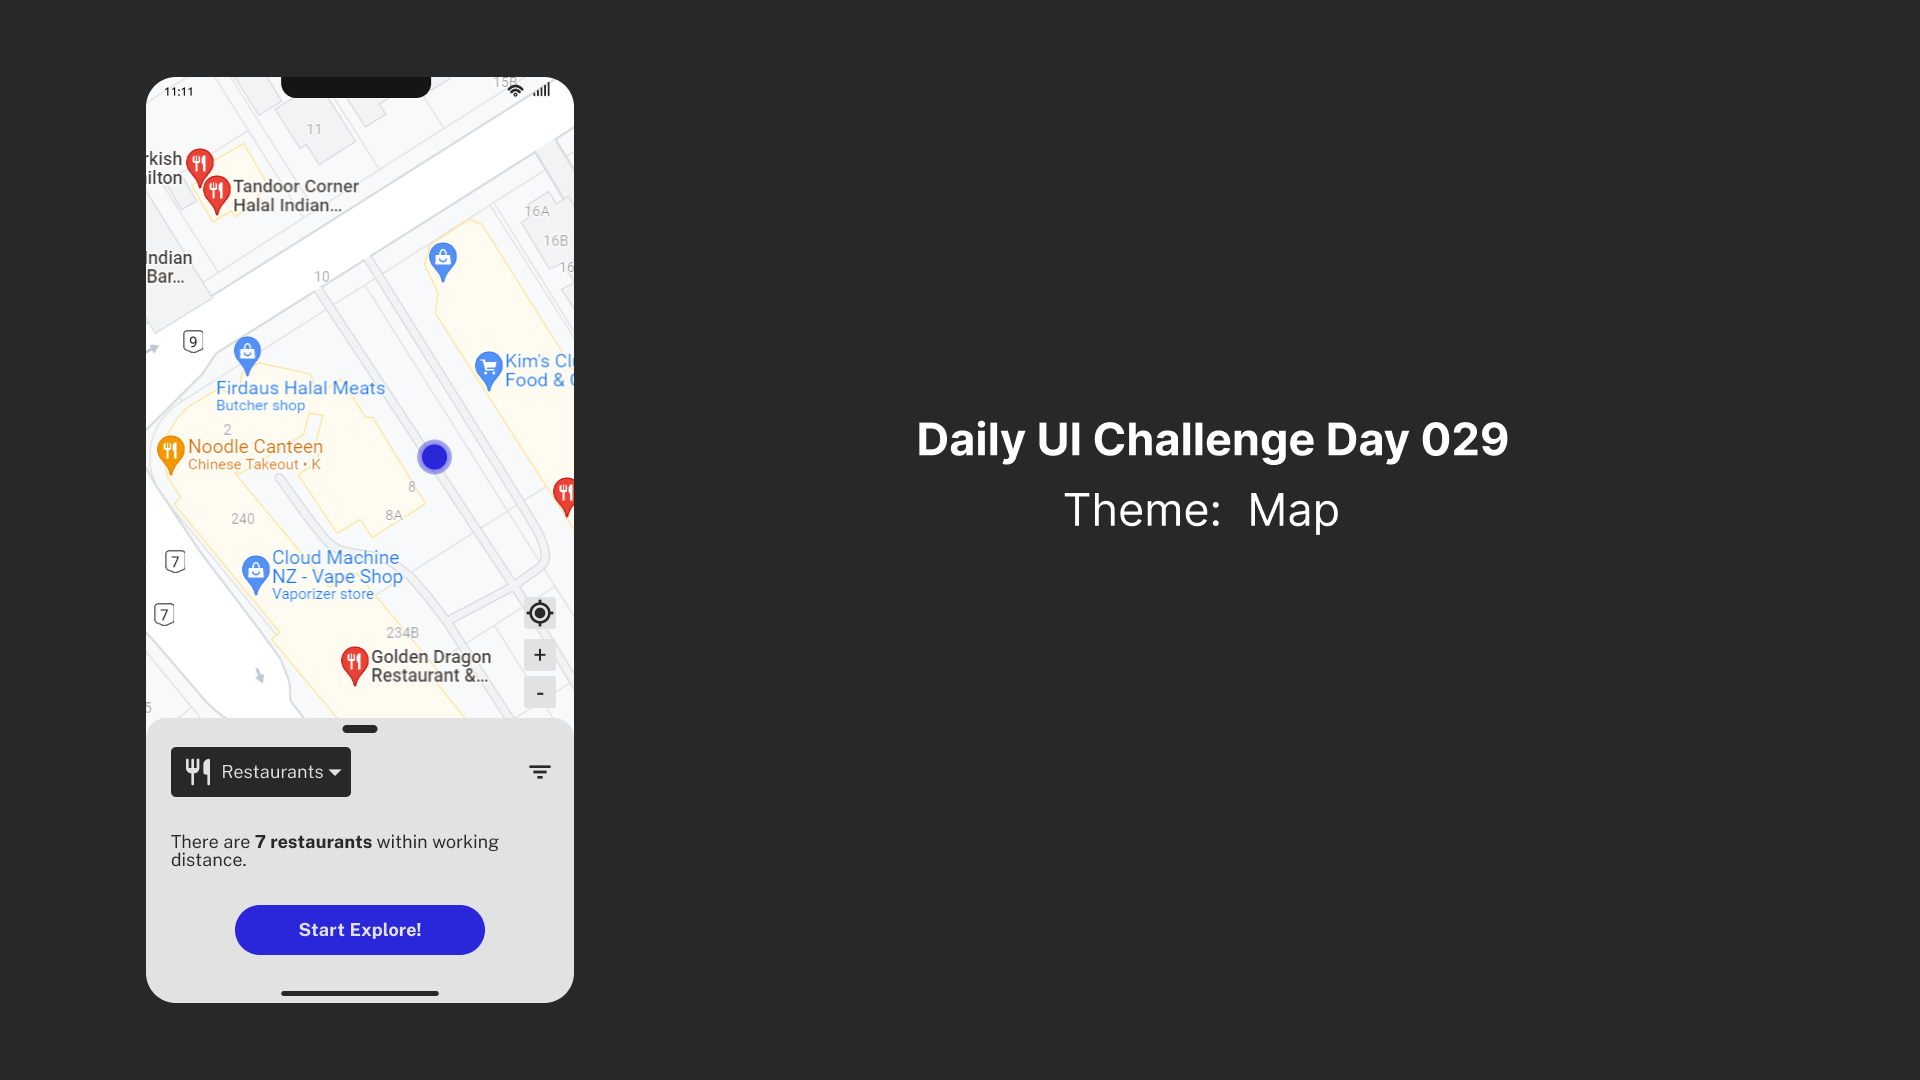 11:11
15B
11
rkish
ilton
Tandoor Corner
Halal Indian...
16A
16B
16
Indian
Bar...
10
9
Kim's Cl
Food &
Firdaus Halal Meats
Butcher shop
2
Noodle Canteen
Chinese Takeout • K
8
8A
240
Cloud Machine
NZ - Vape Shop
Vaporizer store
7
7
234B
Golden Dragon
Restaurant &...
+
-
5
Restaurants
There are 7 restaurants within working
distance.
Start Explore!
Daily UI Challenge Day 029
Theme: Map